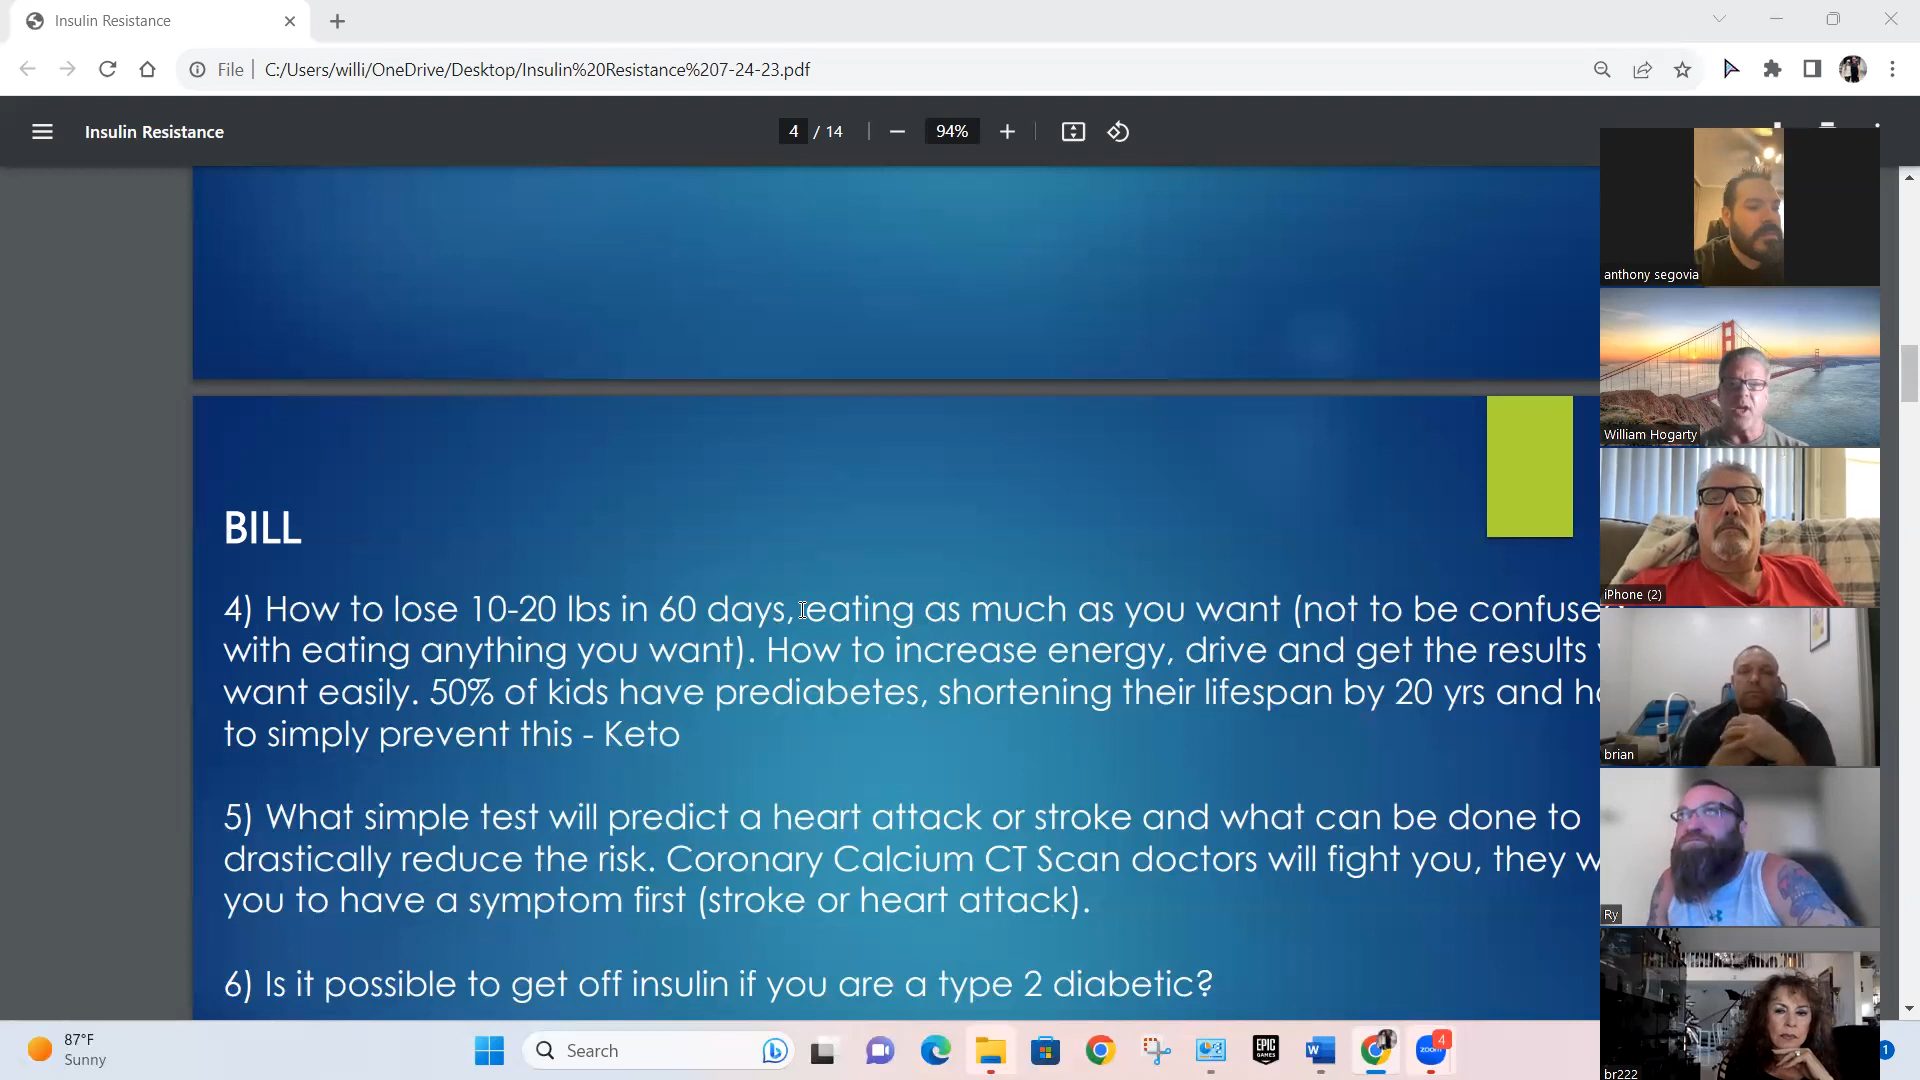 Insulin Resistance
File
C:/Users/willi/OneDrive/Desktop/Insulin%20Resistance%207-24-23.pdf
Insulin Resistance
4 / 14
94%
BILL
4) How to lose 10-20 lbs in 60 days, eating as much as you want (not to be confuse
with eating anything you want). How to increase energy, drive and get the results
want easily. 50% of kids have prediabetes, shortening their lifespan by 20 yrs and
to simply prevent this - Keto
5) What simple test will predict a heart attack or stroke and what can be done to
drastically reduce the risk. Coronary Calcium CT Scan doctors will fight you, they
you to have a symptom first (stroke or heart attack).
6) Is it possible to get off insulin if you are a type 2 diabetic?
anthony segovia
William Hogarty
iPhone (2)
brian
Ry
br222
87°F
Sunny
Search
EPIC
GAMES
W
zoom
4
1